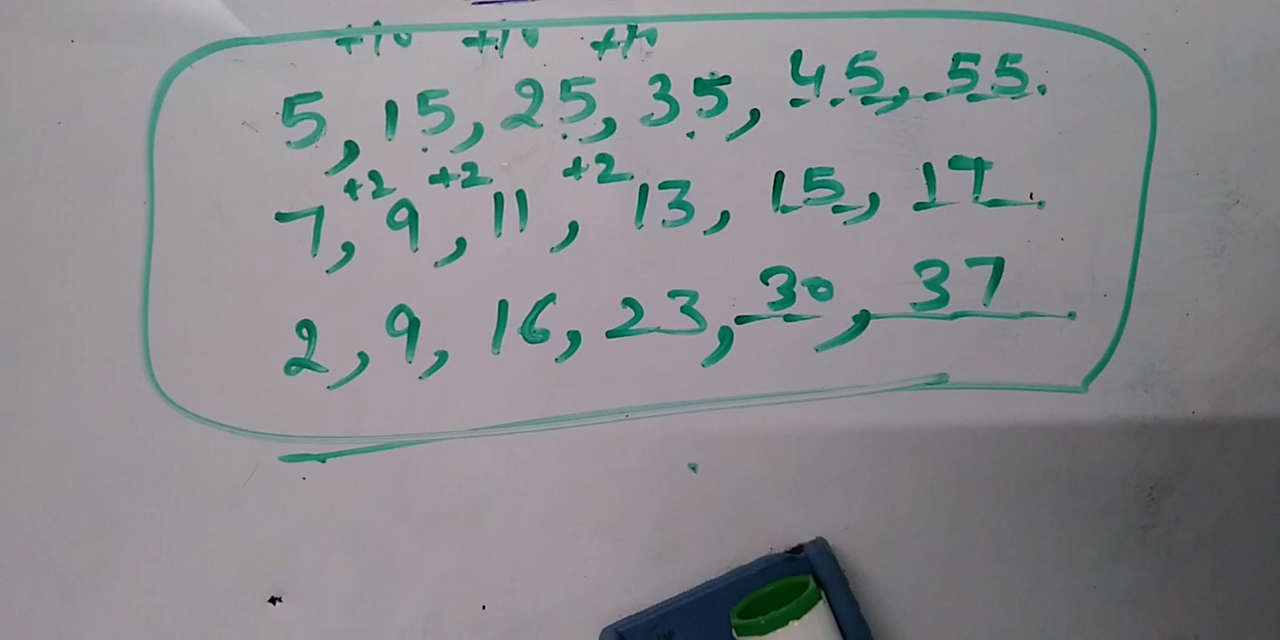 +10 +10 +10
5, 15, 25, 35, 45, 55.
+2 +2 +2
7, 9, 11, 13, 15, 17.
2, 9, 16, 23, 30, 37